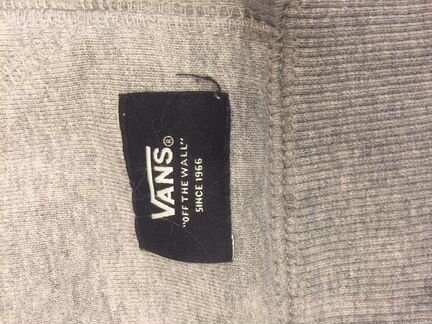 VANS®
"OFF THE WALL"
SINCE 1966